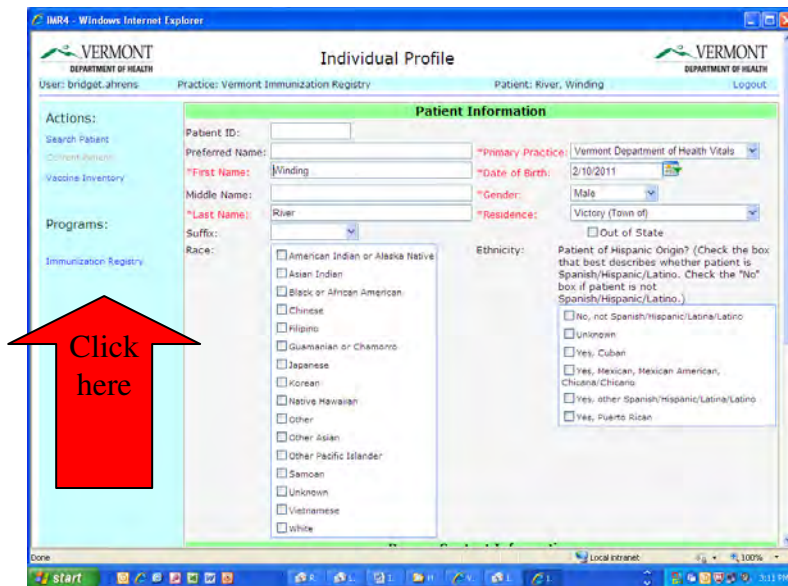 IMR4 - Windows Internet Explorer
VERMONT
DEPARTMENT OF HEALTH
Individual Profile
VERMONT
DEPARTMENT OF HEALTH
User: bridget.ahrens Practice: Vermont Immunization Registry Patient: River, Winding Logout
Actions:
Search Patient
Current Patient
Vaccine Inventory
Programs:
Immunization Registry
Click
here
Patient Information
Patient ID:
Preferred Name: *Primary Practice: Vermont Department of Health Vitals
*First Name: Winding *Date of Birth: 2/10/2011
Middle Name: *Gender: Male
*Last Name: River *Residence: Victory (Town of)
Suffix: Out of State
Race:
American Indian or Alaska Native
Asian Indian
Black or African American
Chinese
Filipino
Guamanian or Chamorro
Japanese
Korean
Native Hawaiian
Other
Other Asian
Other Pacific Islander
Samoan
Unknown
Vietnamese
White
Ethnicity: Patient of Hispanic Origin? (Check the box
that best describes whether patient is
Spanish/Hispanic/Latino. Check the "No"
box if patient is not
Spanish/Hispanic/Latino.)
No, not Spanish/Hispanic/Latina/Latino
Unknown
Yes, Cuban
Yes, Mexican, Mexican American,
Chicana/Chicano
Yes, other Spanish/Hispanic/Latina/Latino
Yes, Puerto Rican
Done Local intranet 100%
start 3:11 PM